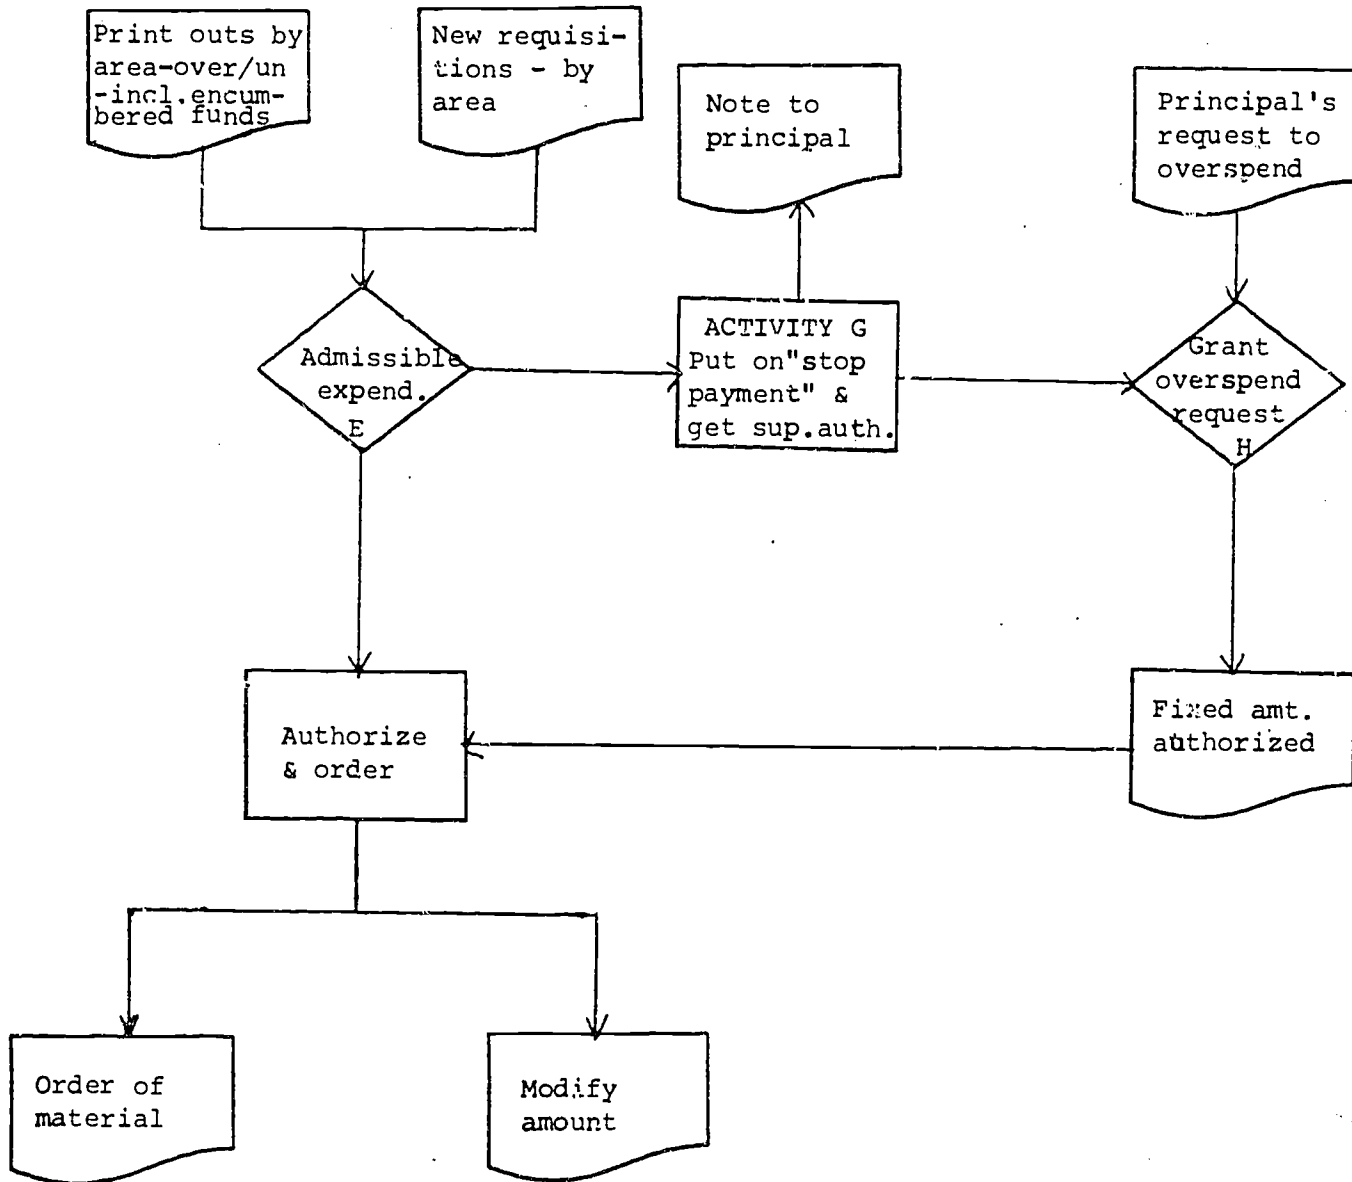 Print outs by
area-over/un
-incl.encum-
bered funds
New requisi-
tions - by
area
Note to
principal
Principal's
request to
overspend
Admissible
expend.
E
ACTIVITY G
Put on"stop
payment" &
get sup.auth.
Grant
overspend
request
H
Authorize
& order
Fixed amt.
authorized
Order of
material
Modify
amount